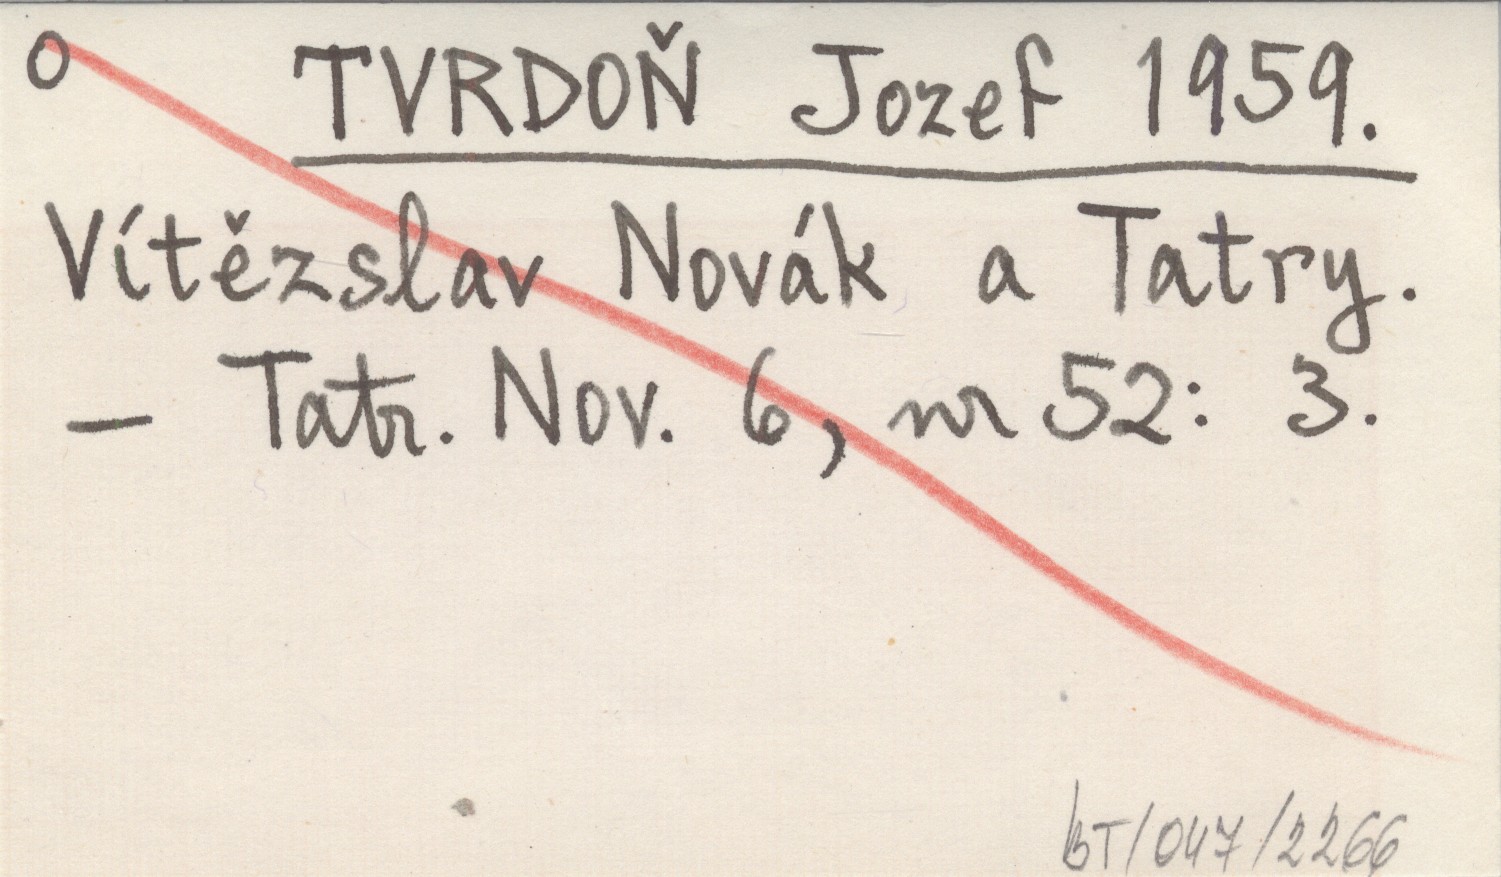 o TVRDOŇ Jozef 1959.
Vítězslav Novák a Tatry.
— Tatr. Nov. 6, nr 52: 3.
BT/047/2266